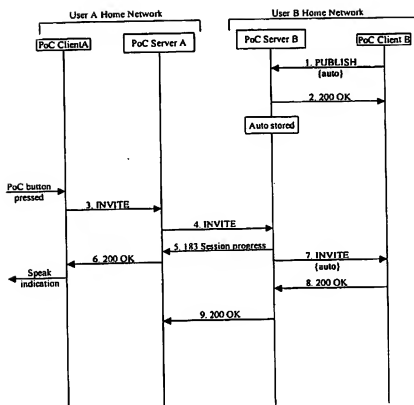 User A Home Network
User B Home Network
PoC ClientA
PoC Server A
PoC Server B
PoC Client B
1. PUBLISH
{auto}
2. 200 OK
Auto stored
PoC button
pressed
3. INVITE
4. INVITE
5. 183 Session progress
6. 200 OK
7. INVITE
{auto}
Speak
indication
8. 200 OK
9. 200 OK